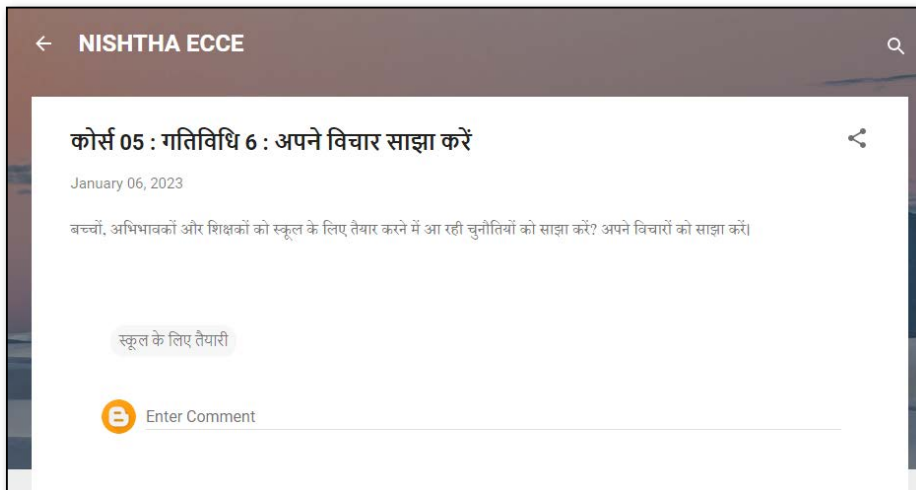 NISHTHA ECCE
कोर्स 05 : गतिविधि 6 : अपने विचार साझा करें
January 06, 2023
बच्चों, अभिभावकों और शिक्षकों को स्कूल के लिए तैयार करने में आ रही चुनौतियों को साझा करें? अपने विचारों को साझा करें।
स्कूल के लिए तैयारी
Enter Comment